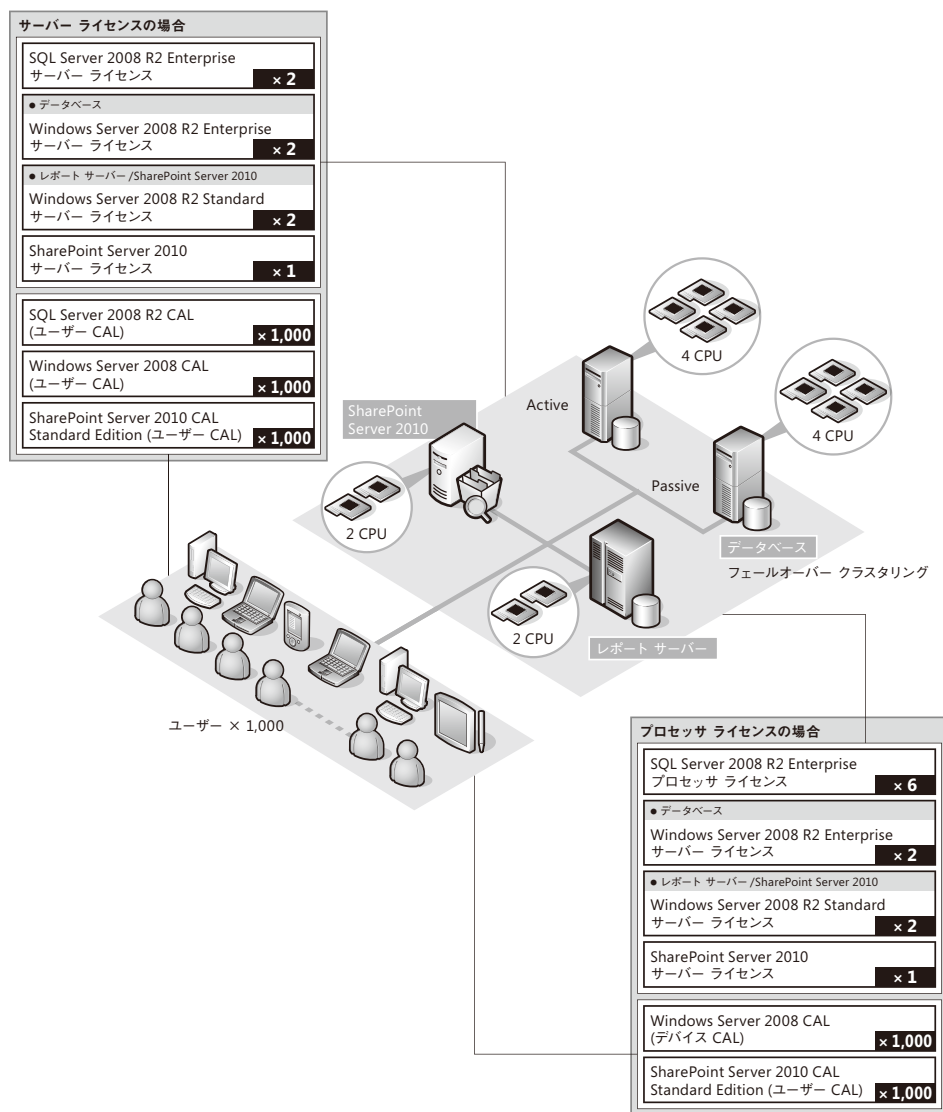 サーバー ライセンスの場合
SQL Server 2008 R2 Enterprise
サーバー ライセンス
× 2
● データベース
Windows Server 2008 R2 Enterprise
サーバー ライセンス
× 2
● レポート サーバー /SharePoint Server 2010
Windows Server 2008 R2 Standard
サーバー ライセンス
× 2
SharePoint Server 2010
サーバー ライセンス
× 1
SQL Server 2008 R2 CAL
(ユーザー CAL)
× 1,000
Windows Server 2008 CAL
(ユーザー CAL)
× 1,000
SharePoint Server 2010 CAL
Standard Edition (ユーザー CAL)
× 1,000
4 CPU
Active
4 CPU
SharePoint
Server 2010
Passive
2 CPU
データベース
フェールオーバー クラスタリング
2 CPU
レポート サーバー
ユーザー × 1,000
プロセッサ ライセンスの場合
SQL Server 2008 R2 Enterprise
プロセッサ ライセンス
× 6
● データベース
Windows Server 2008 R2 Enterprise
サーバー ライセンス
× 2
● レポート サーバー /SharePoint Server 2010
Windows Server 2008 R2 Standard
サーバー ライセンス
× 2
SharePoint Server 2010
サーバー ライセンス
× 1
Windows Server 2008 CAL
(デバイス CAL)
× 1,000
SharePoint Server 2010 CAL
Standard Edition (ユーザー CAL)
× 1,000